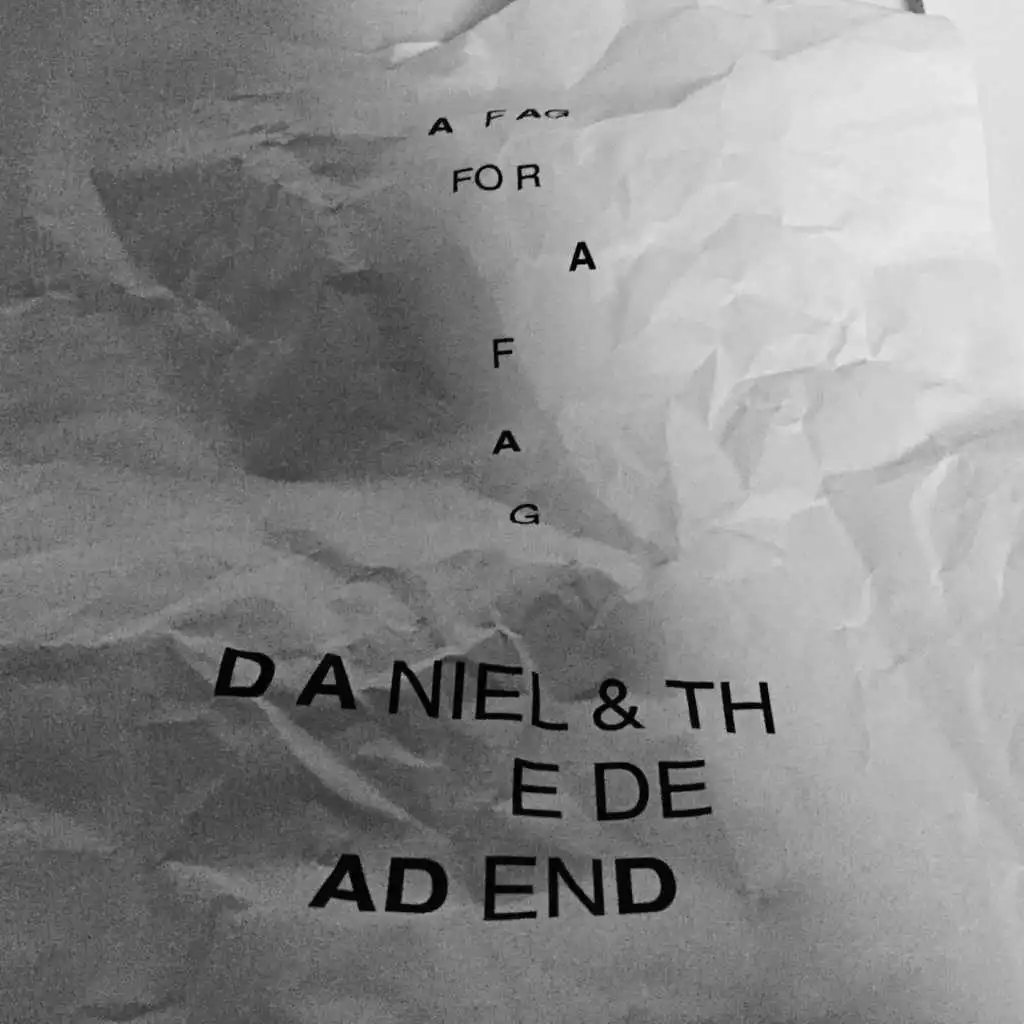 A FAG
FOR
A
F
A
G
DANIEL & TH
E DE
AD END